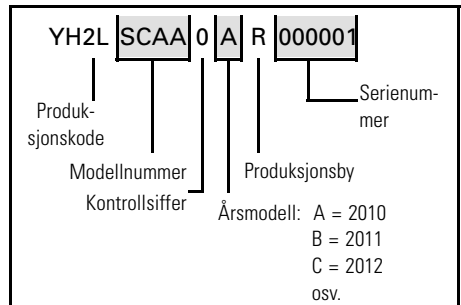 YH2L SCAA 0 A R 000001
Produk-
sjonskode
Serienum-
mer
Modellnummer
Produksjonsby
Kontrollsiffer
Årsmodell: A = 2010
B = 2011
C = 2012
osv.